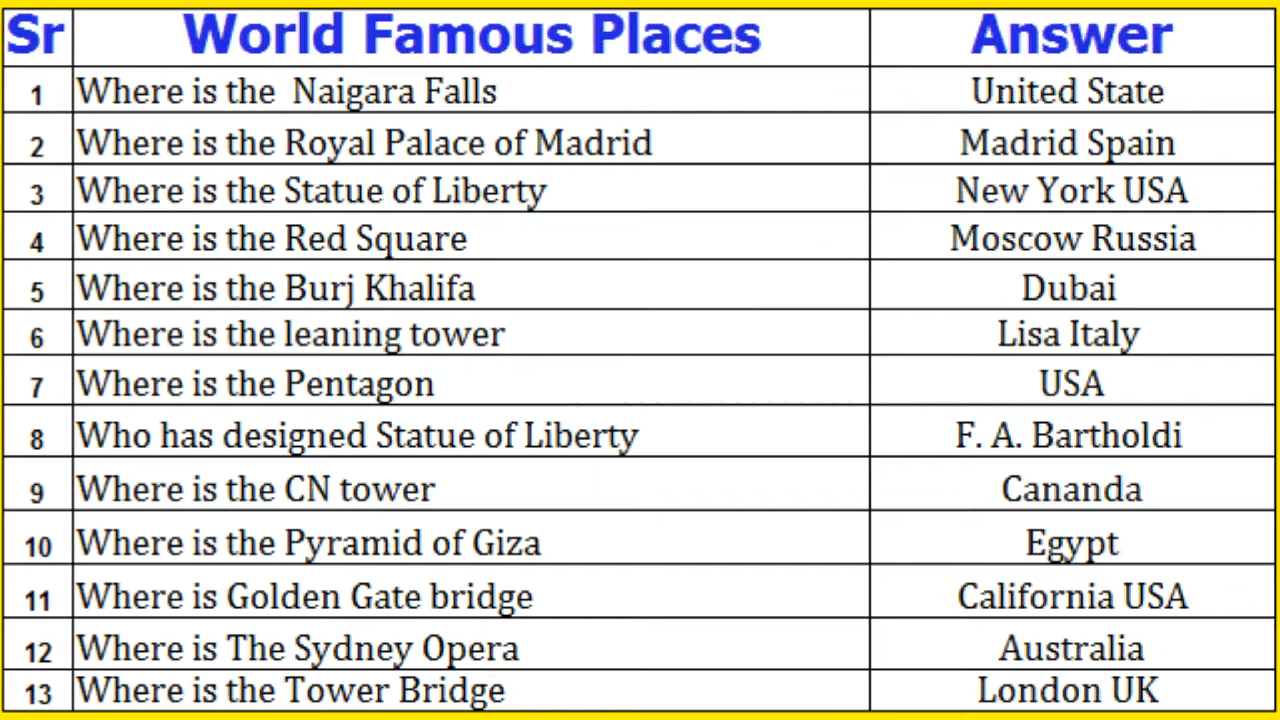 Sr World Famous Places Answer
1 Where is the Naigara Falls United State
2 Where is the Royal Palace of Madrid Madrid Spain
3 Where is the Statue of Liberty New York USA
4 Where is the Red Square Moscow Russia
5 Where is the Burj Khalifa Dubai
6 Where is the leaning tower Lisa Italy
7 Where is the Pentagon USA
8 Who has designed Statue of Liberty F. A. Bartholdi
9 Where is the CN tower Cananda
10 Where is the Pyramid of Giza Egypt
11 Where is Golden Gate bridge California USA
12 Where is The Sydney Opera Australia
13 Where is the Tower Bridge London UK